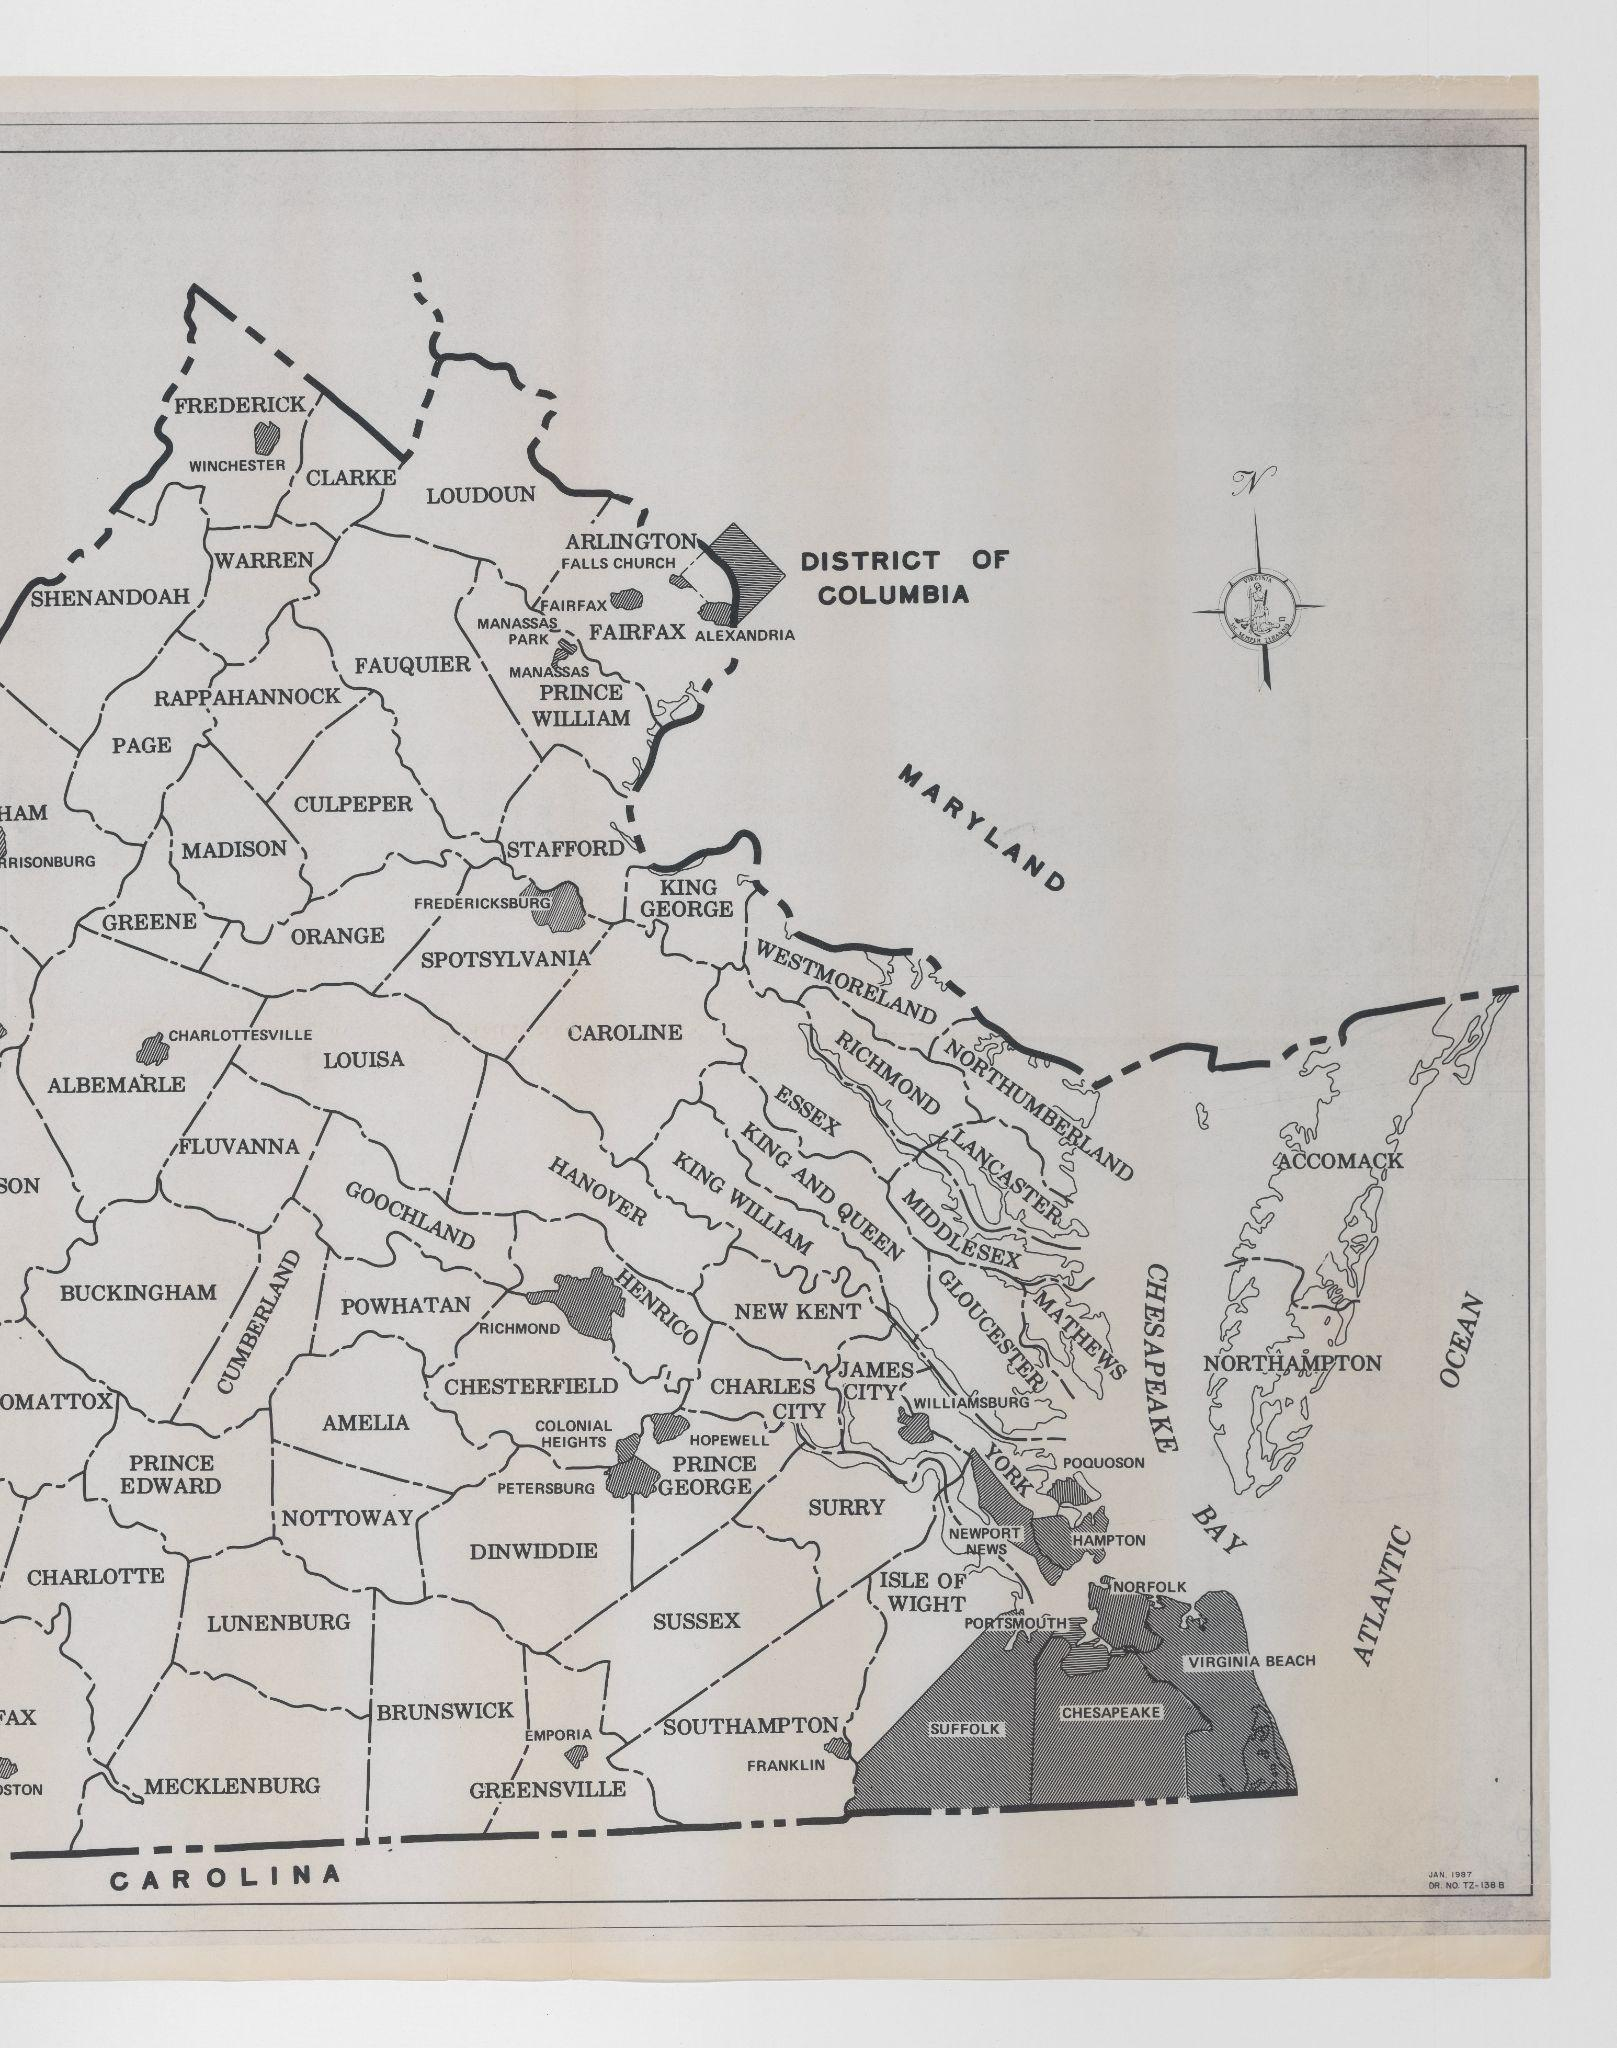 FREDERICK
WINCHESTER
CLARKE
LOUDOUN
N
WARREN
ARLINGTON
FALLS CHURCH
DISTRICT OF
COLUMBIA
VIRGINIA
SIC SEMPER TYRANNIS
SHENANDOAH
FAIRFAX
MANASSAS
PARK
FAIRFAX
ALEXANDRIA
FAUQUIER
MANASSAS
PRINCE
WILLIAM
RAPPAHANNOCK
PAGE
MARYLAND
CULPEPER
HAM
MADISON
STAFFORD
RRISONBURG
KING
GEORGE
FREDERICKSBURG
GREENE
ORANGE
SPOTSYLVANIA
WESTMORELAND
CAROLINE
CHARLOTTESVILLE
LOUISA
RICHMOND
NORTHUMBERLAND
ALBEMARLE
ESSEX
FLUVANNA
KING AND QUEEN
LANCASTER
ACCOMACK
SON
HANOVER
KING WILLIAM
GOOCHLAND
MIDDLESEX
BUCKINGHAM
CUMBERLAND
POWHATAN
HENRICO
RICHMOND
NEW KENT
GLOUCESTER
MATHEWS
CHESAPEAKE
BAY
NORTHAMPTON
ATLANTIC
OCEAN
OMATTOX
CHESTERFIELD
CHARLES
CITY
JAMES
CITY
WILLIAMSBURG
AMELIA
COLONIAL
HEIGHTS
HOPEWELL
PRINCE
EDWARD
PETERSBURG
PRINCE
GEORGE
YORK
POQUOSON
NOTTOWAY
SURRY
NEWPORT
NEWS
HAMPTON
DINWIDDIE
CHARLOTTE
ISLE OF
WIGHT
NORFOLK
LUNENBURG
SUSSEX
PORTSMOUTH
VIRGINIA BEACH
FAX
BRUNSWICK
SOUTHAMPTON
CHESAPEAKE
SUFFOLK
EMPORIA
FRANKLIN
OSTON
MECKLENBURG
GREENSVILLE
CAROLINA
JAN. 1987
DR. NO. TZ-138 B